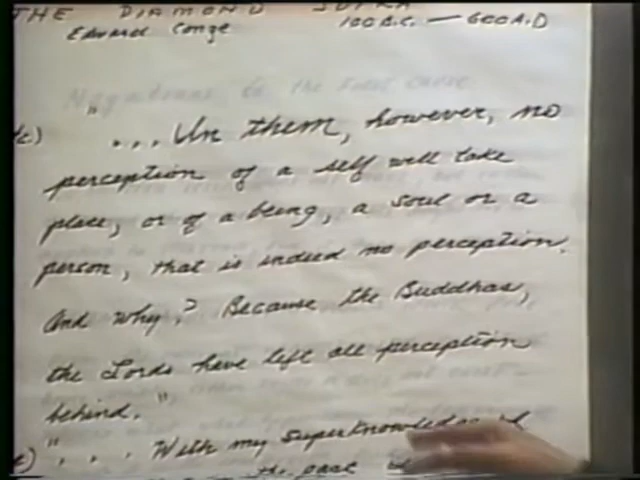 THE DIAMOND SUTRA
Edward Conze 100 B.C. — 600 A.D
"... In them, however, no
perception of a self will take
place, or of a being, a soul or a
person, that is indeed no perception.
And why? Because the Buddhas,
the Lords have left all perception
behind."
"... With my superknowledge
the past